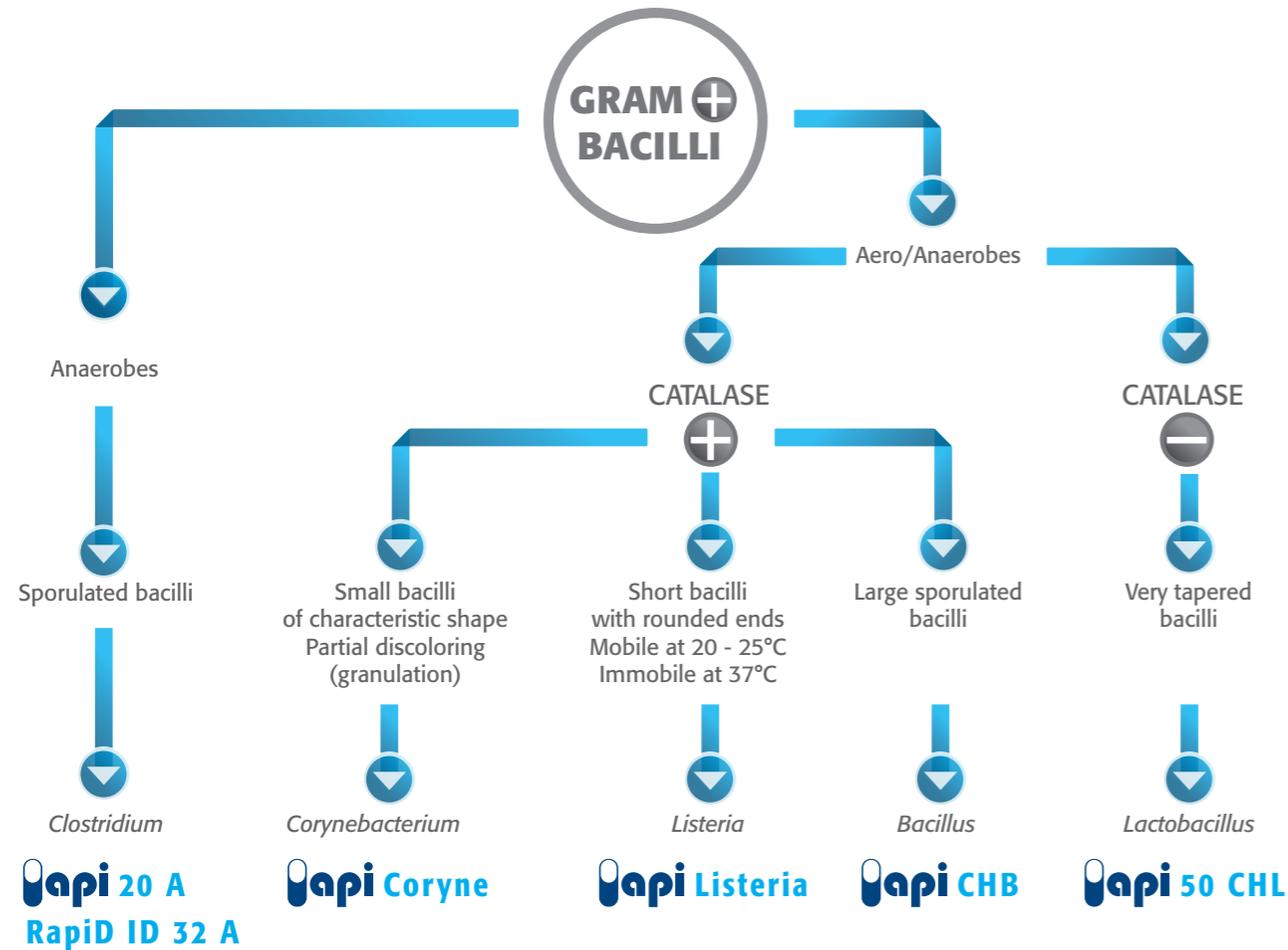 GRAM +
BACILLI
Aero/Anaerobes
Anaerobes
CATALASE
+
CATALASE
−
Sporulated bacilli
Small bacilli
of characteristic shape
Partial discoloring
(granulation)
Short bacilli
with rounded ends
Mobile at 20 - 25°C
Immobile at 37°C
Large sporulated
bacilli
Very tapered
bacilli
Clostridium
Corynebacterium
Listeria
Bacillus
Lactobacillus
api 20 A
RapiD ID 32 A
api Coryne
api Listeria
api CHB
api 50 CHL